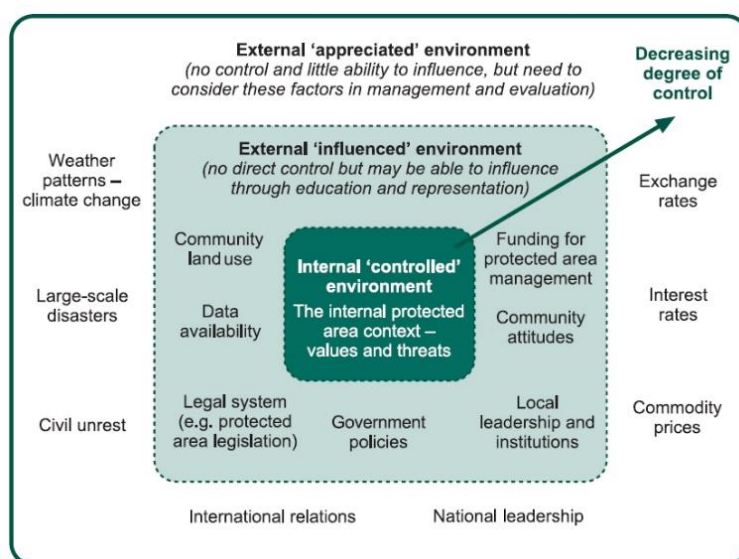 External ‘appreciated’ environment
(no control and little ability to influence, but need to
consider these factors in management and evaluation)
Decreasing
degree of
control
External ‘influenced’ environment
(no direct control but may be able to influence
through education and representation)
Weather
patterns –
climate change
Exchange
rates
Community
land use
Internal ‘controlled’
environment
The internal protected
area context –
values and threats
Funding for
protected area
management
Large-scale
disasters
Data
availability
Community
attitudes
Interest
rates
Civil unrest
Legal system
(e.g. protected
area legislation)
Government
policies
Local
leadership and
institutions
Commodity
prices
International relations
National leadership